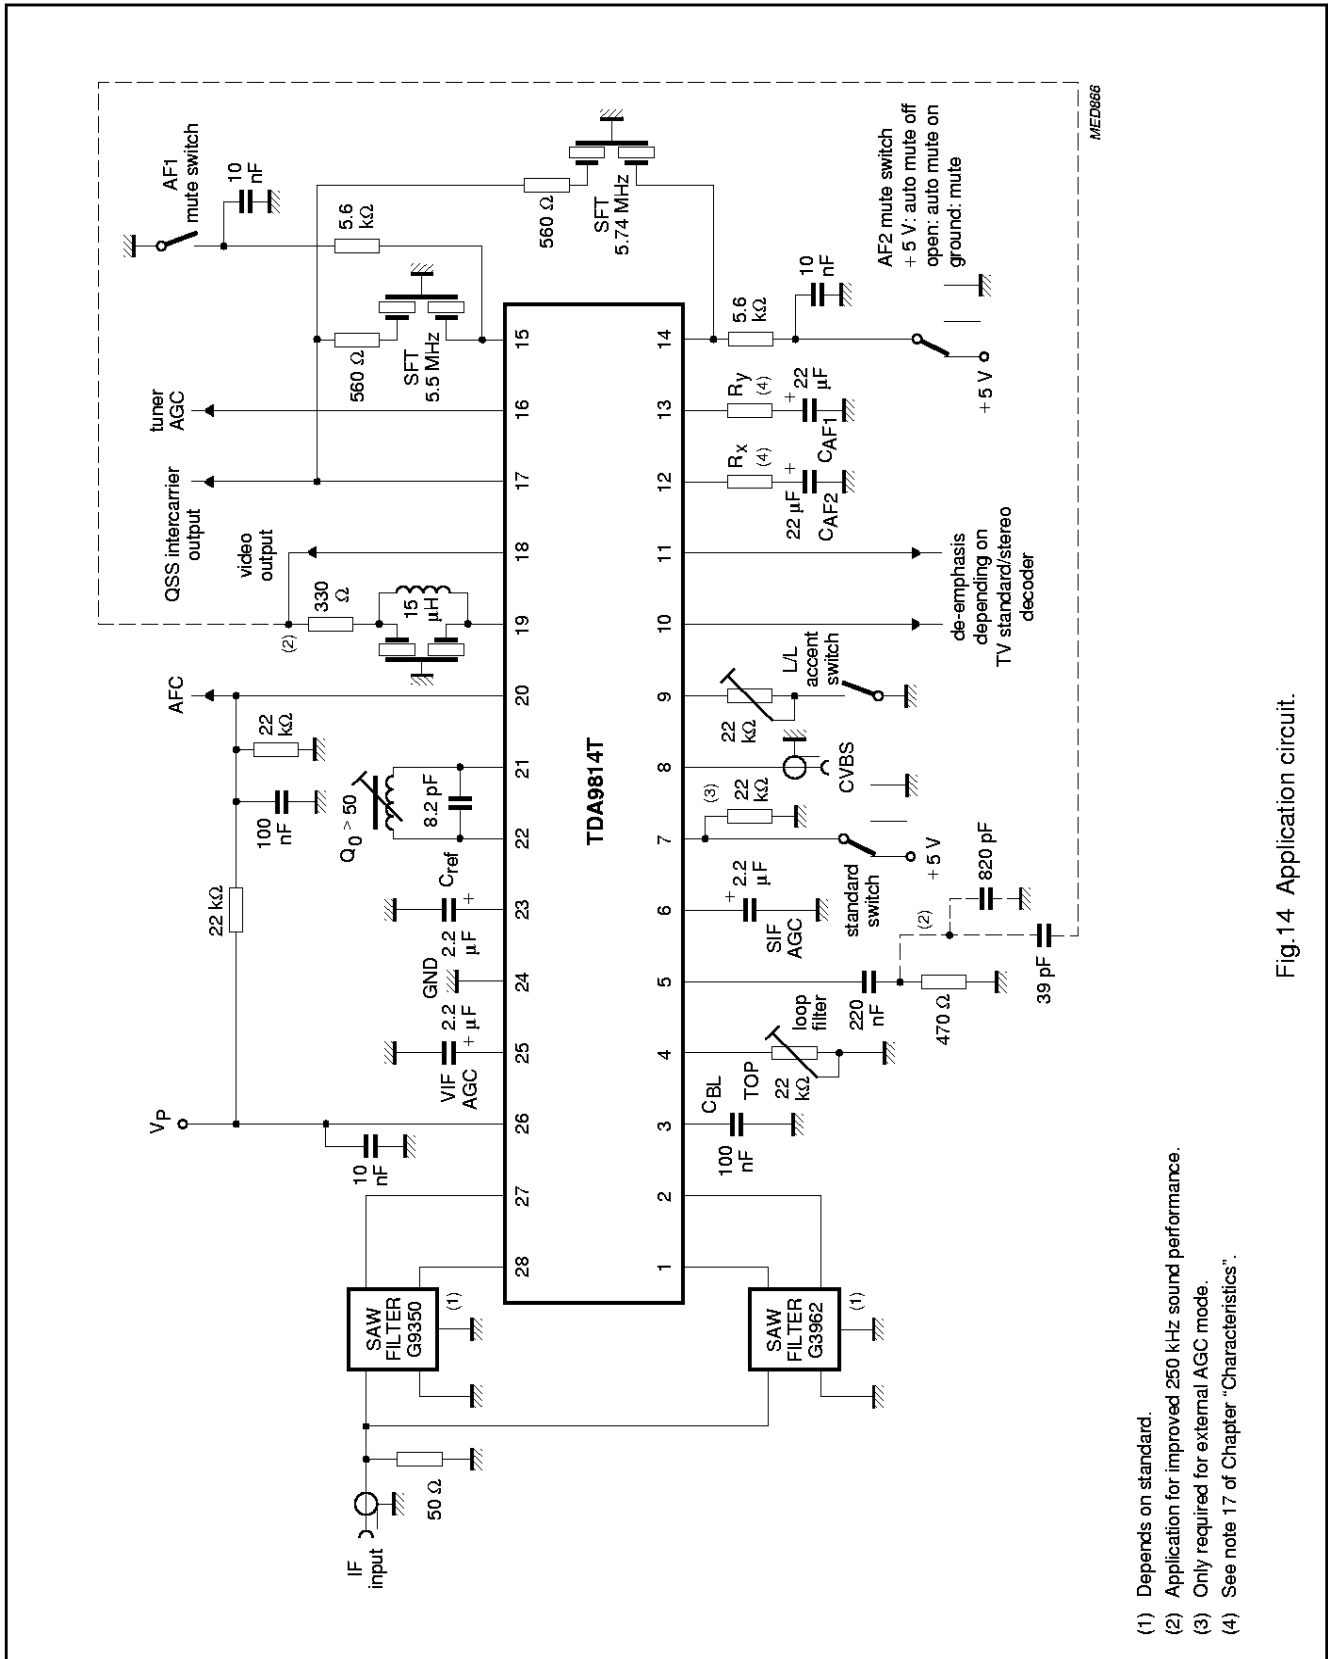 IF
input
50 Ω
SAW
FILTER
G9350
(1)
SAW
FILTER
G3962
(1)
VP
10
nF
22 kΩ
VIF
AGC
2.2
μF
+
GND
2.2
μF
Cref
+
Q0 > 50
8.2 pF
100
nF
22
kΩ
AFC
(2)
330
Ω
15
μH
video
output
QSS intercarrier
output
tuner
AGC
560 Ω
SFT
5.5 MHz
5.6
kΩ
AF1
mute switch
10
nF
560 Ω
SFT
5.74 MHz
28
27
26
25
24
23
22
21
20
19
18
17
16
15
TDA9814T
1
2
3
4
5
6
7
8
9
10
11
12
13
14
100
nF
CBL
TOP
22
kΩ
loop
filter
220
nF
470 Ω
(2)
39 pF
820 pF
SIF
AGC
+
2.2
μF
standard
switch
+ 5 V
(3)
22
kΩ
CVBS
22
kΩ
L/L
accent
switch
de-emphasis
depending on
TV standard/stereo
decoder
22 μF
+
CAF2
Rx
(4)
CAF1
+
22
μF
Ry
(4)
5.6
kΩ
10
nF
+ 5 V
AF2 mute switch
+ 5 V: auto mute off
open: auto mute on
ground: mute
MED866
(1) Depends on standard.
(2) Application for improved 250 kHz sound performance.
(3) Only required for external AGC mode.
(4) See note 17 of Chapter "Characteristics".
Fig.14 Application circuit.